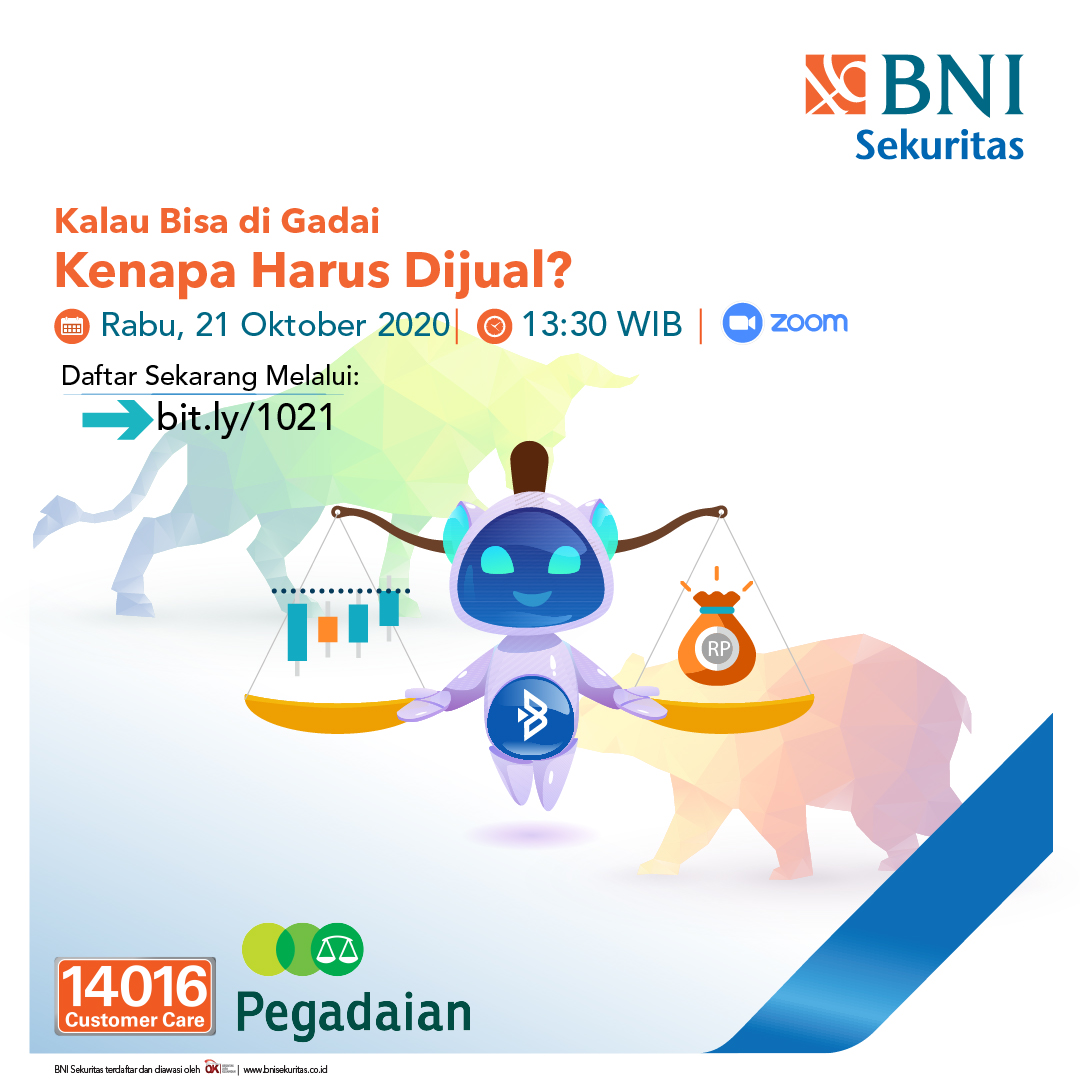 BNI
Sekuritas
Kalau Bisa di Gadai
Kenapa Harus Dijual?
Rabu, 21 Oktober 2020 | 13:30 WIB | zoom
Daftar Sekarang Melalui:
bit.ly/1021
RP
14016
Customer Care
Pegadaian
BNI Sekuritas terdaftar dan diawasi oleh OJK | www.bnisekuritas.co.id